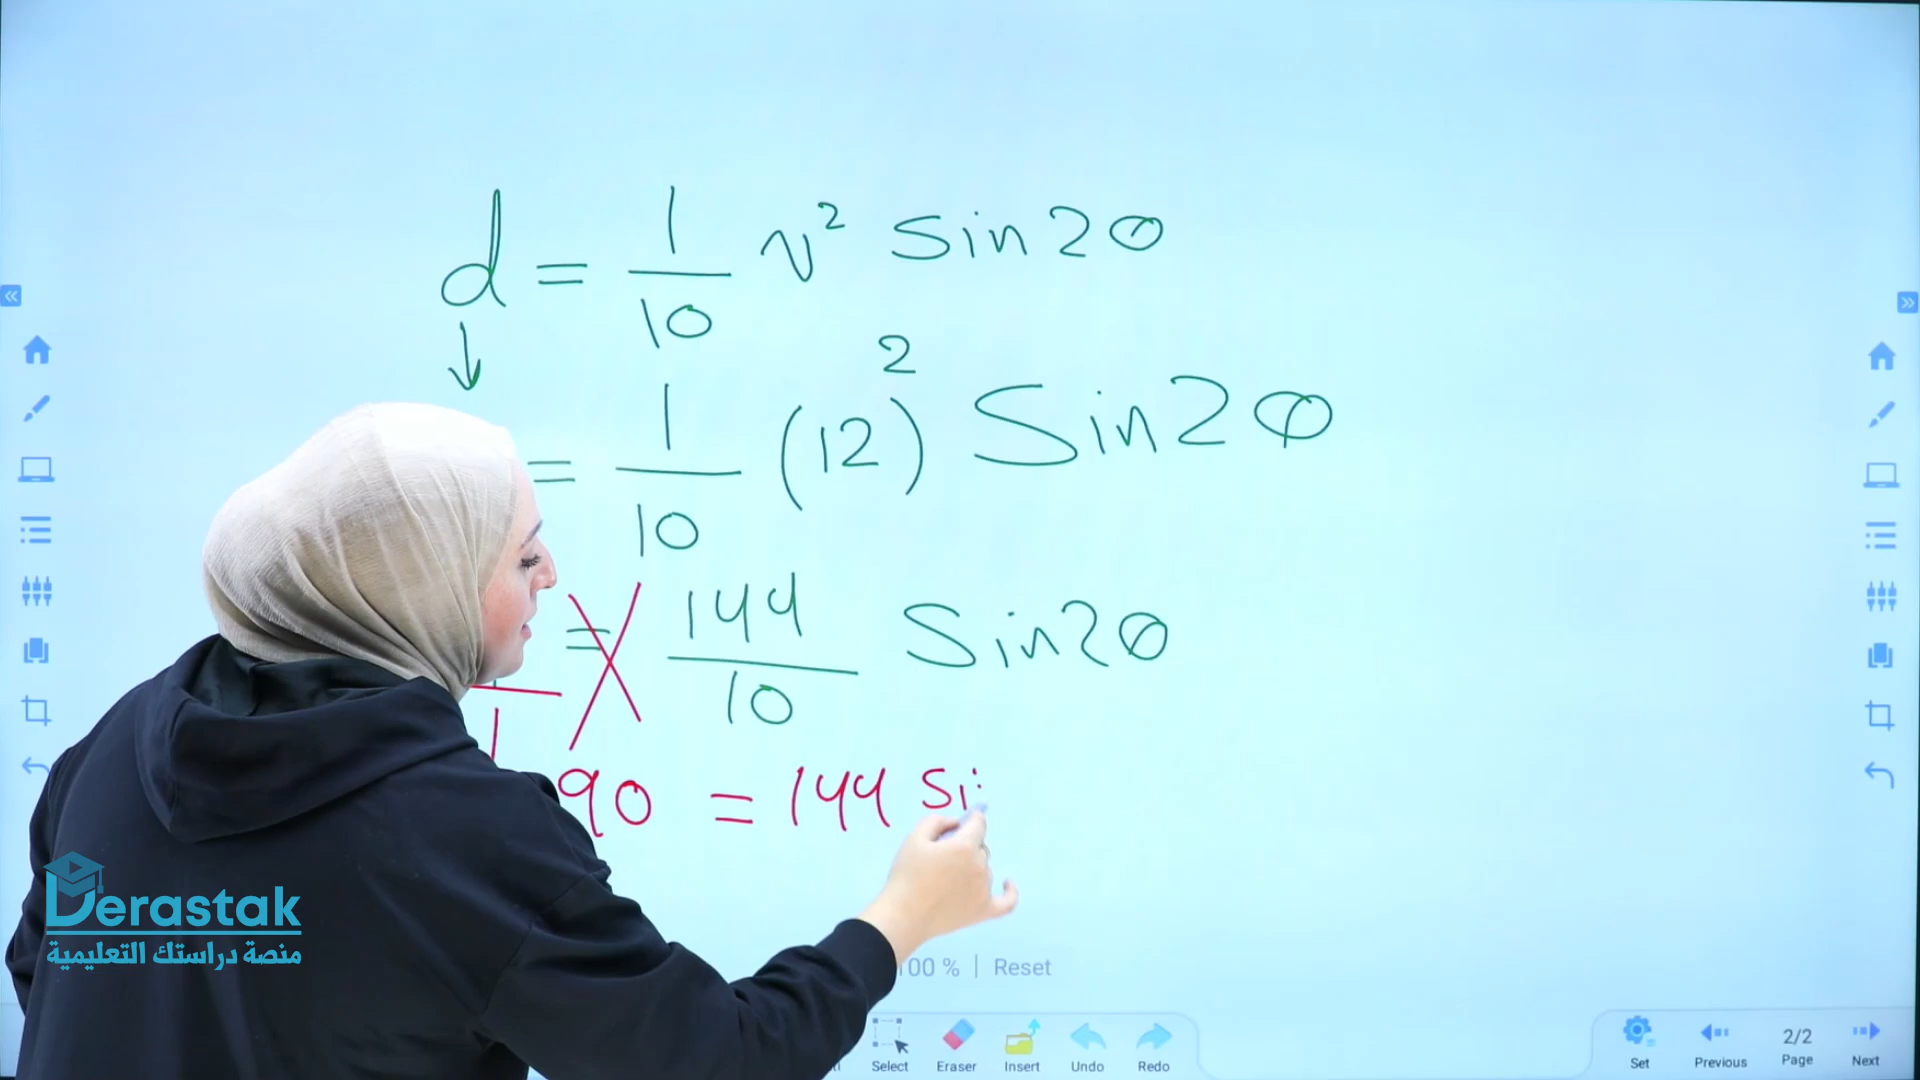 d = 1/10 v² Sin2θ
= 1/10 (12)² Sin2θ
= 144/10 Sin2θ
90 = 144 Si
Derastak
منصة دراستك التعليمية
00 % | Reset
Select Eraser Insert Undo Redo
Set Previous 2/2 Page Next